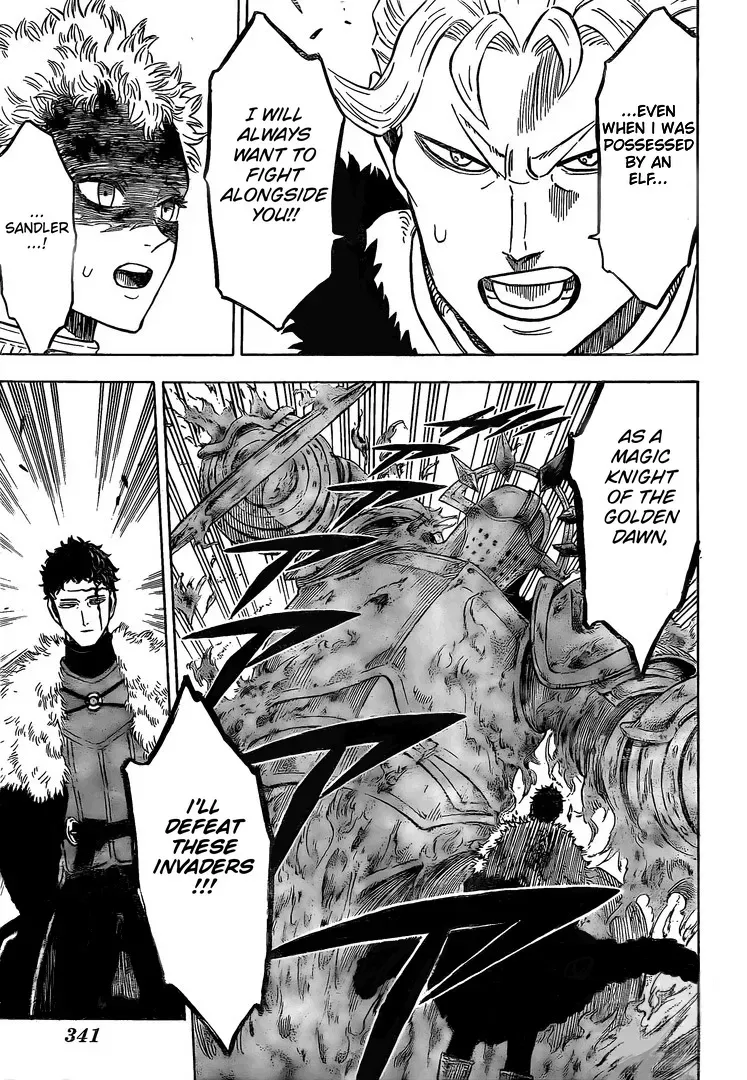 ...EVEN
WHEN I WAS
POSSESSED
BY AN
ELF...
I WILL
ALWAYS
WANT TO
FIGHT
ALONGSIDE
YOU!!
...
SANDLER
...!
AS A
MAGIC
KNIGHT
OF THE
GOLDEN
DAWN,
I'LL
DEFEAT
THESE
INVADERS
!!!
341